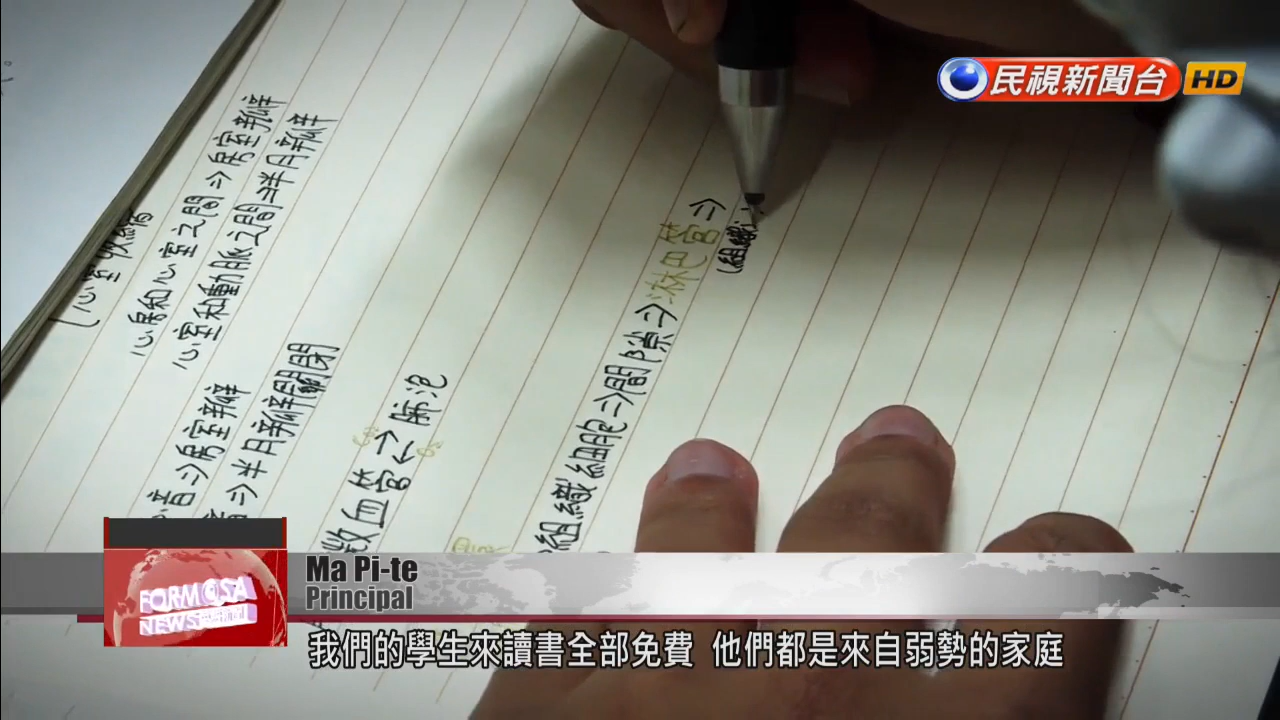 民視新聞台 HD
心室收縮
心房和心室之間⇒房室瓣
心室和動脈之間⇒半月瓣
音⇒房室瓣
⇒半月瓣關閉
微血管
肺泡
組織細胞⇒間隙⇒淋巴管⇒
(組織
FORMOSA
NEWS
Ma Pi-te
Principal
我們的學生來讀書全部免費 他們都是來自弱勢的家庭